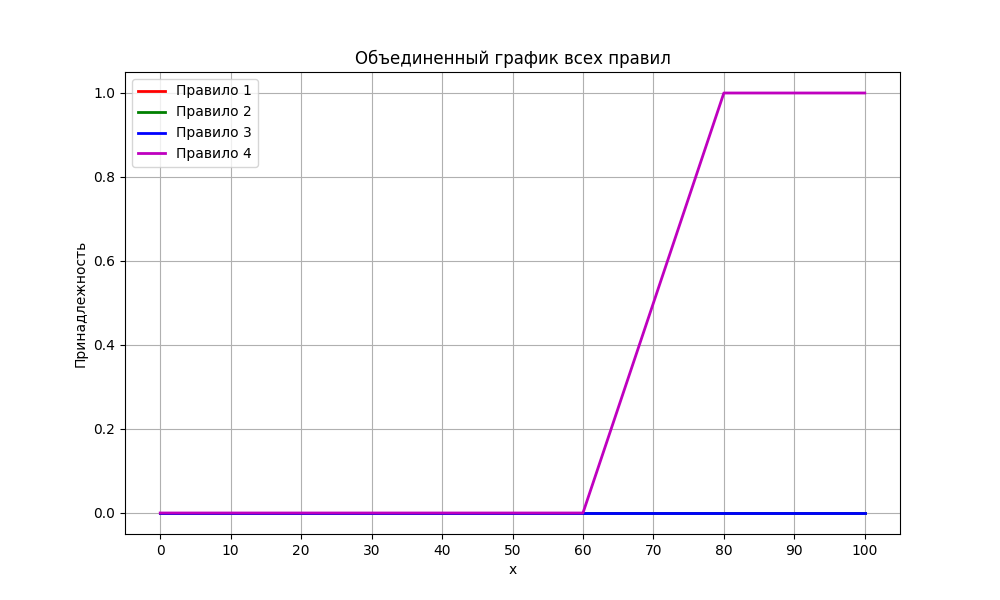 Объединенный график всех правил
Правило 1
Правило 2
Правило 3
Правило 4
1.0
0.8
0.6
0.4
0.2
0.0
Принадлежность
0 10 20 30 40 50 60 70 80 90 100
x